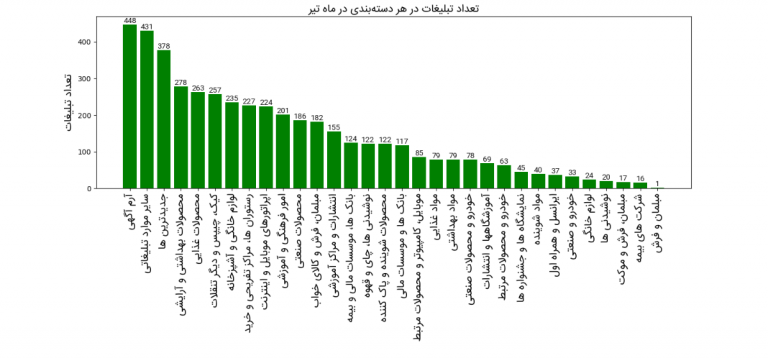 تعداد تبلیغات در هر دسته‌بندی در ماه تیر
تعداد تبلیغات
400
300
200
100
0
448
431
378
278
263
257
235
227
224
201
186
182
155
124
122
122
117
85
79
79
78
69
63
45
40
37
33
24
20
17
16
1
آرم آگهی
سایر موارد تبلیغاتی
جدیدترین ها
محصولات بهداشتی و آرایشی
محصولات غذایی
کیک، چیپس و دیگر تنقلات
لوازم خانگی و آشپزخانه
رستوران ها، مراکز تفریحی و خرید
اپراتورهای موبایل و اینترنت
امور فرهنگی و آموزشی
محصولات صنعتی
مبلمان، فرش و کالای خواب
انتشارات و مراکز آموزشی
بانک ها، موسسات مالی و بیمه
نوشیدنی ها، چای و قهوه
محصولات شوینده و پاک کننده
بانک ها و موسسات مالی
موبایل، کامپیوتر و محصولات مرتبط
مواد غذایی
مواد بهداشتی
خودرو و محصولات صنعتی
آموزشگاهها و انتشارات
خودرو و محصولات مرتبط
نمایشگاه ها و جشنواره ها
مواد شوینده
ایرانسل و همراه اول
خودرو و صنعتی
لوازم خانگی
نوشیدنی ها
مبلمان، فرش و موکت
شرکت های بیمه
مبلمان و فرش